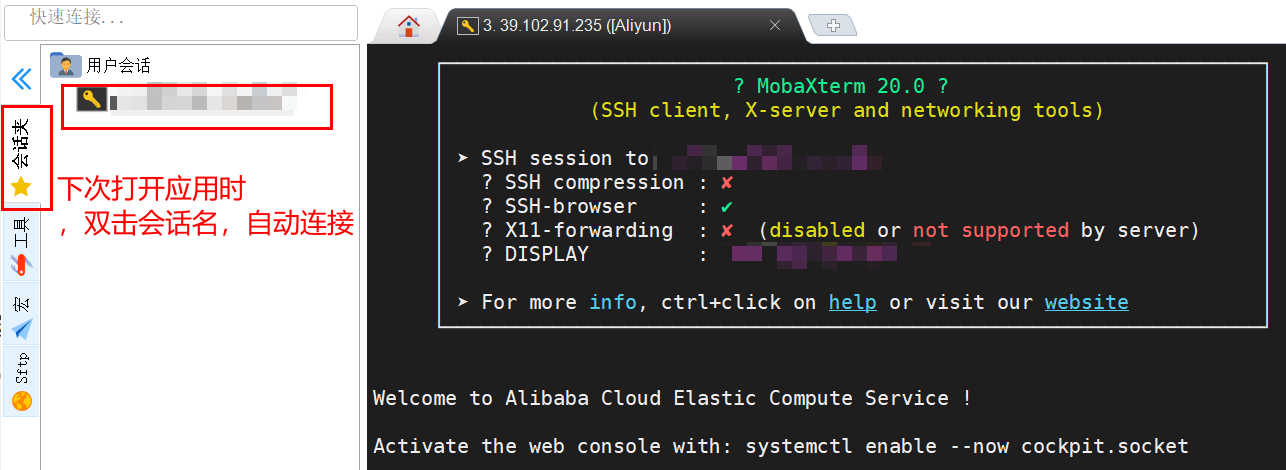 快速连接...
3. 39.102.91.235 ([Aliyun])
用户会话
会话夹
工具
宏
Sftp
下次打开应用时
，双击会话名，自动连接
? MobaXterm 20.0 ?
(SSH client, X-server and networking tools)
➤ SSH session to
? SSH compression : ✘
? SSH-browser : ✔
? X11-forwarding : ✘ (disabled or not supported by server)
? DISPLAY :
➤ For more info, ctrl+click on help or visit our website
Welcome to Alibaba Cloud Elastic Compute Service !
Activate the web console with: systemctl enable --now cockpit.socket